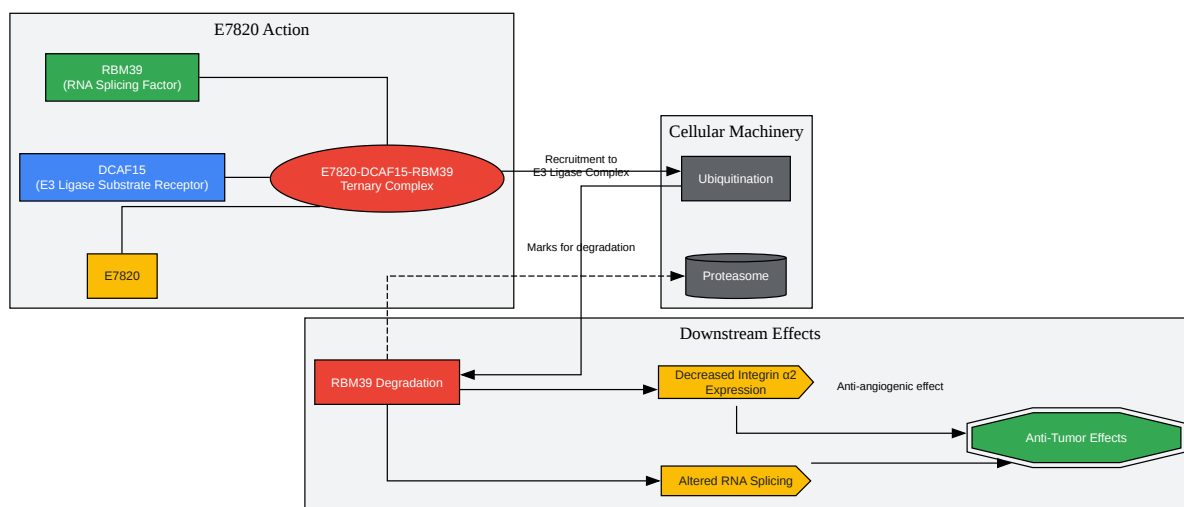 E7820 Action
RBM39
(RNA Splicing Factor)
DCAF15
(E3 Ligase Substrate Receptor)
E7820
E7820-DCAF15-RBM39
Ternary Complex
Recruitment to
E3 Ligase Complex
Cellular Machinery
Ubiquitination
Marks for degradation
Proteasome
Downstream Effects
RBM39 Degradation
Decreased Integrin α2
Expression
Anti-angiogenic effect
Altered RNA Splicing
Anti-Tumor Effects